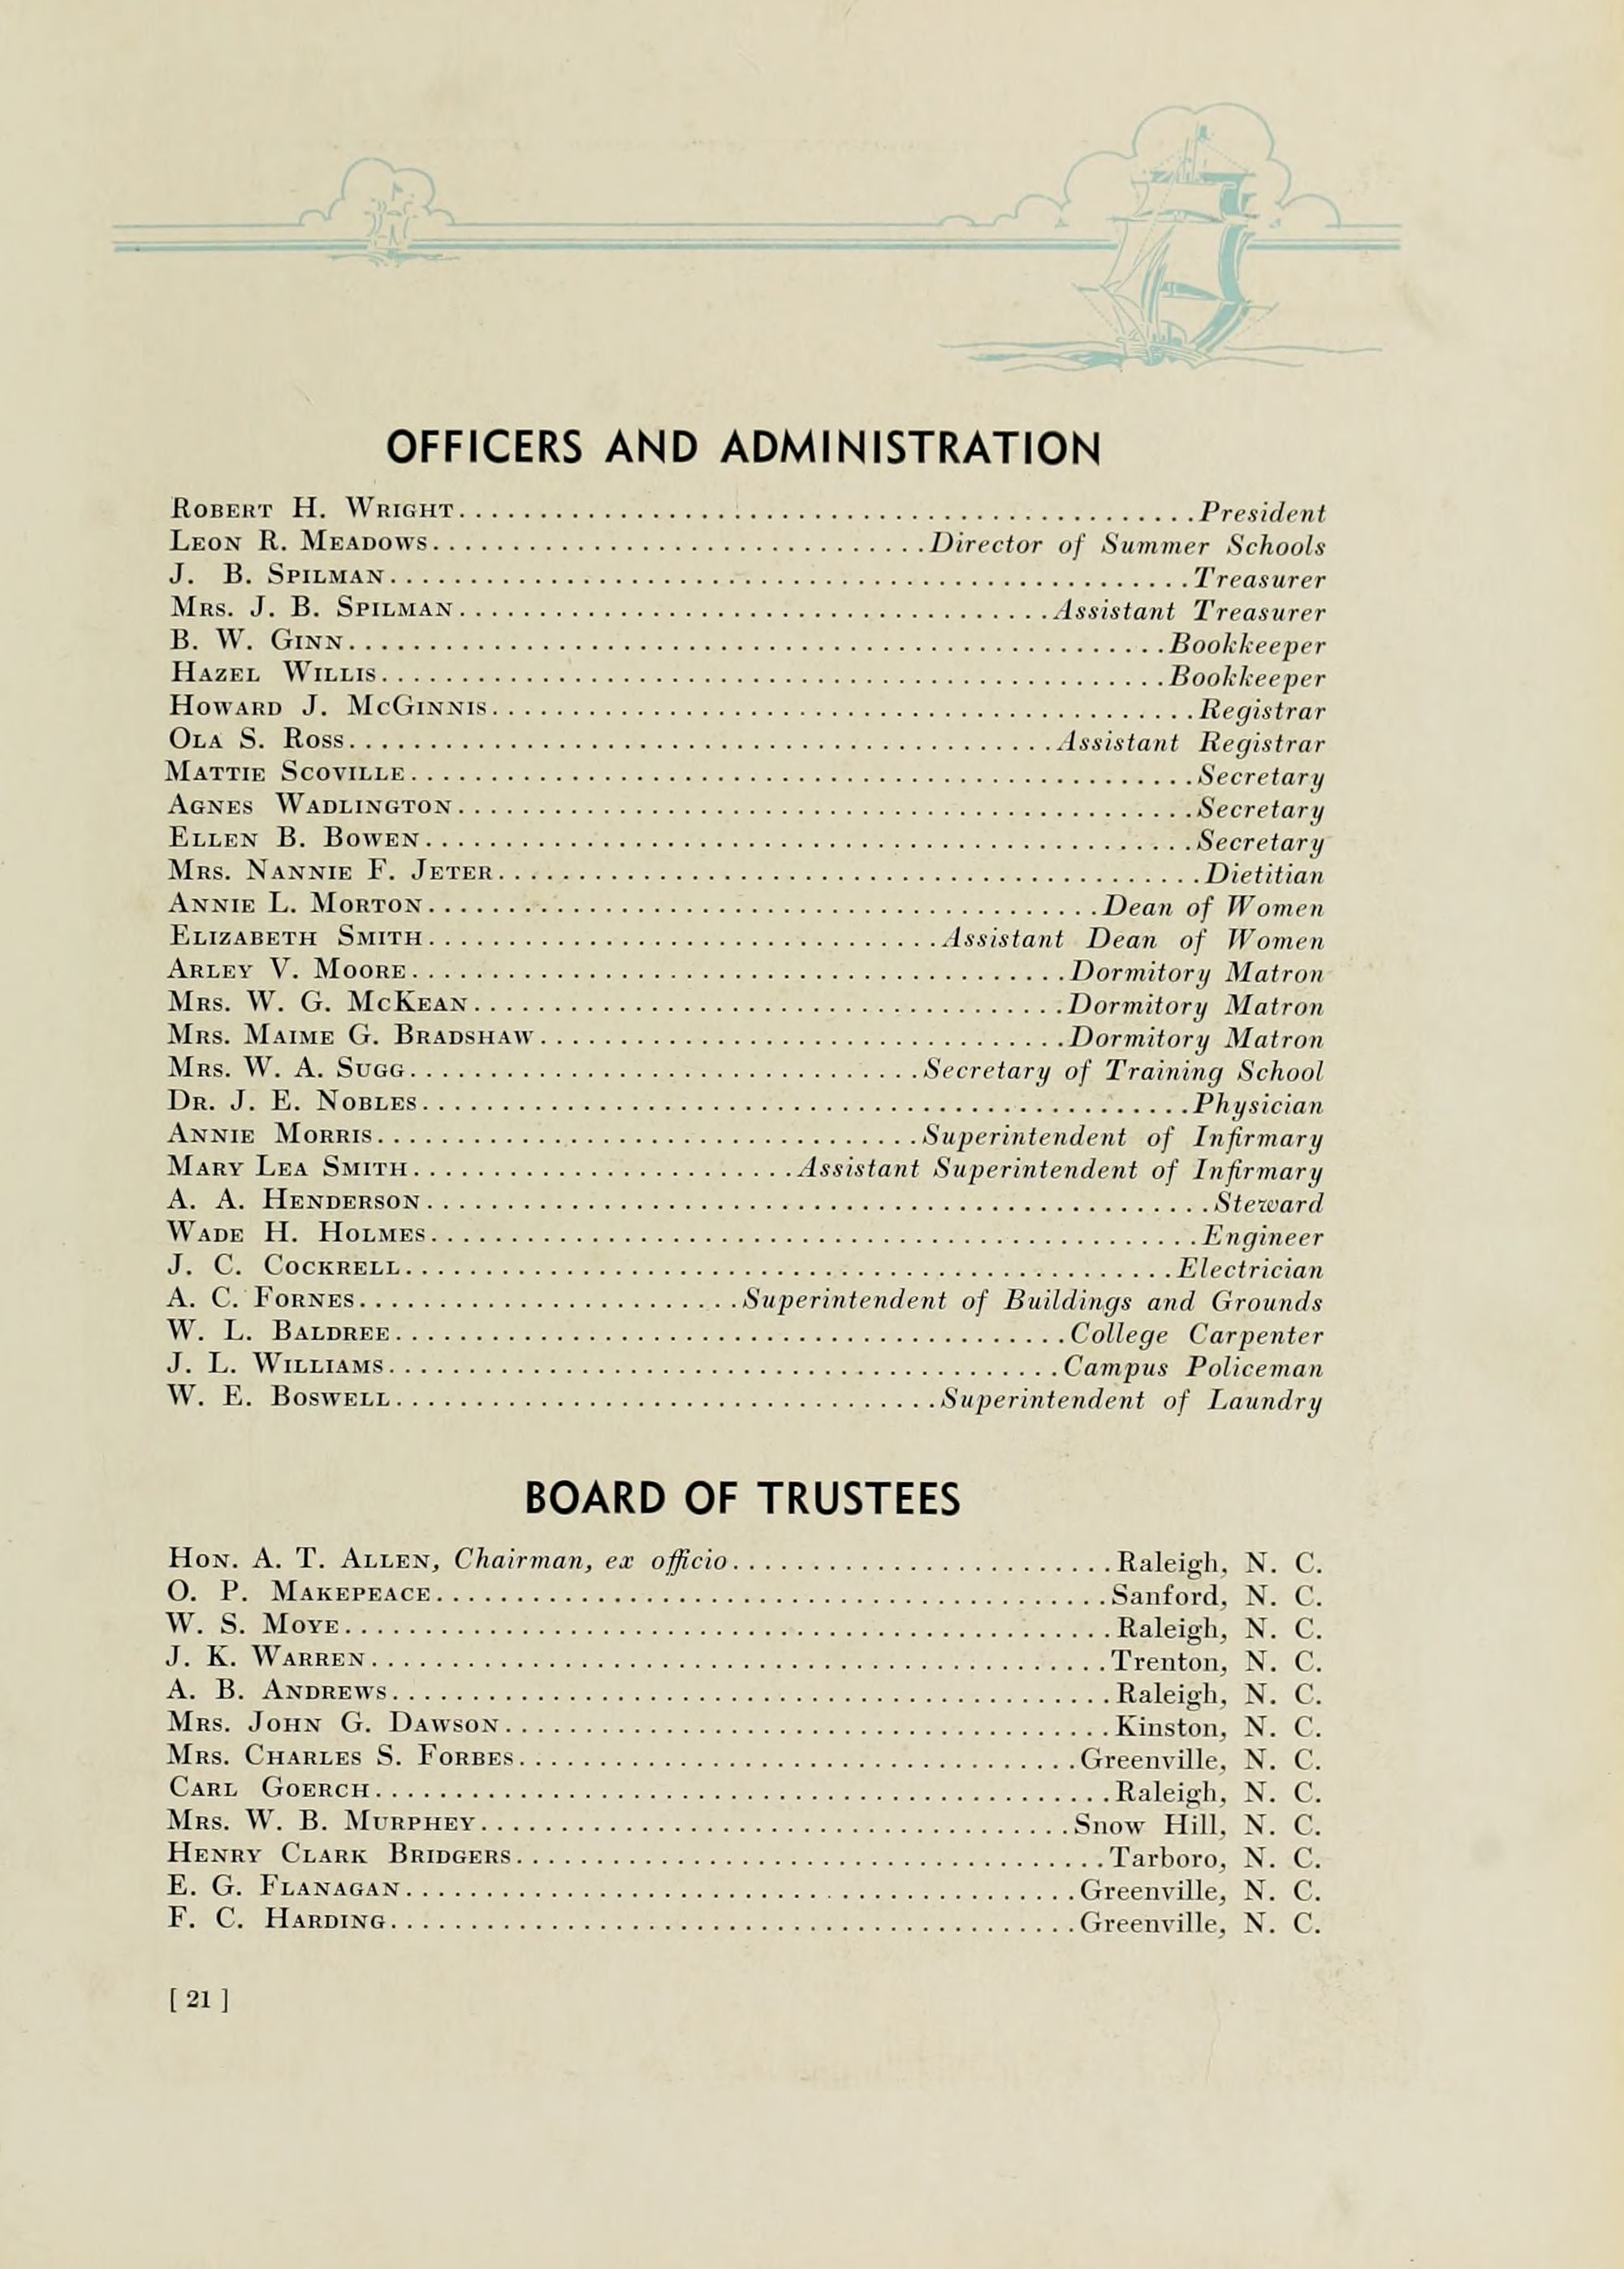 OFFICERS AND ADMINISTRATION
Robert H. Wright..........President
Leon R. Meadows..........Director of Summer Schools
J. B. Spilman..........Treasurer
Mrs. J. B. Spilman..........Assistant Treasurer
B. W. Ginn..........Bookkeeper
Hazel Willis..........Bookkeeper
Howard J. McGinnis..........Registrar
Ola S. Ross..........Assistant Registrar
Mattie Scoville..........Secretary
Agnes Wadlington..........Secretary
Ellen B. Bowen..........Secretary
Mrs. Nannie F. Jeter..........Dietitian
Annie L. Morton..........Dean of Women
Elizabeth Smith..........Assistant Dean of Women
Arley V. Moore..........Dormitory Matron
Mrs. W. G. McKean..........Dormitory Matron
Mrs. Maime G. Bradshaw..........Dormitory Matron
Mrs. W. A. Sugg..........Secretary of Training School
Dr. J. E. Nobles..........Physician
Annie Morris..........Superintendent of Infirmary
Mary Lea Smith..........Assistant Superintendent of Infirmary
A. A. Henderson..........Steward
Wade H. Holmes..........Engineer
J. C. Cockrell..........Electrician
A. C. Fornes..........Superintendent of Buildings and Grounds
W. L. Baldree..........College Carpenter
J. L. Williams..........Campus Policeman
W. E. Boswell..........Superintendent of Laundry
BOARD OF TRUSTEES
Hon. A. T. Allen, Chairman, ex officio..........Raleigh, N. C.
O. P. Makepeace..........Sanford, N. C.
W. S. Moye..........Raleigh, N. C.
J. K. Warren..........Trenton, N. C.
A. B. Andrews..........Raleigh, N. C.
Mrs. John G. Dawson..........Kinston, N. C.
Mrs. Charles S. Forbes..........Greenville, N. C.
Carl Goerch..........Raleigh, N. C.
Mrs. W. B. Murphey..........Snow Hill, N. C.
Henry Clark Bridgers..........Tarboro, N. C.
E. G. Flanagan..........Greenville, N. C.
F. C. Harding..........Greenville, N. C.
[ 21 ]